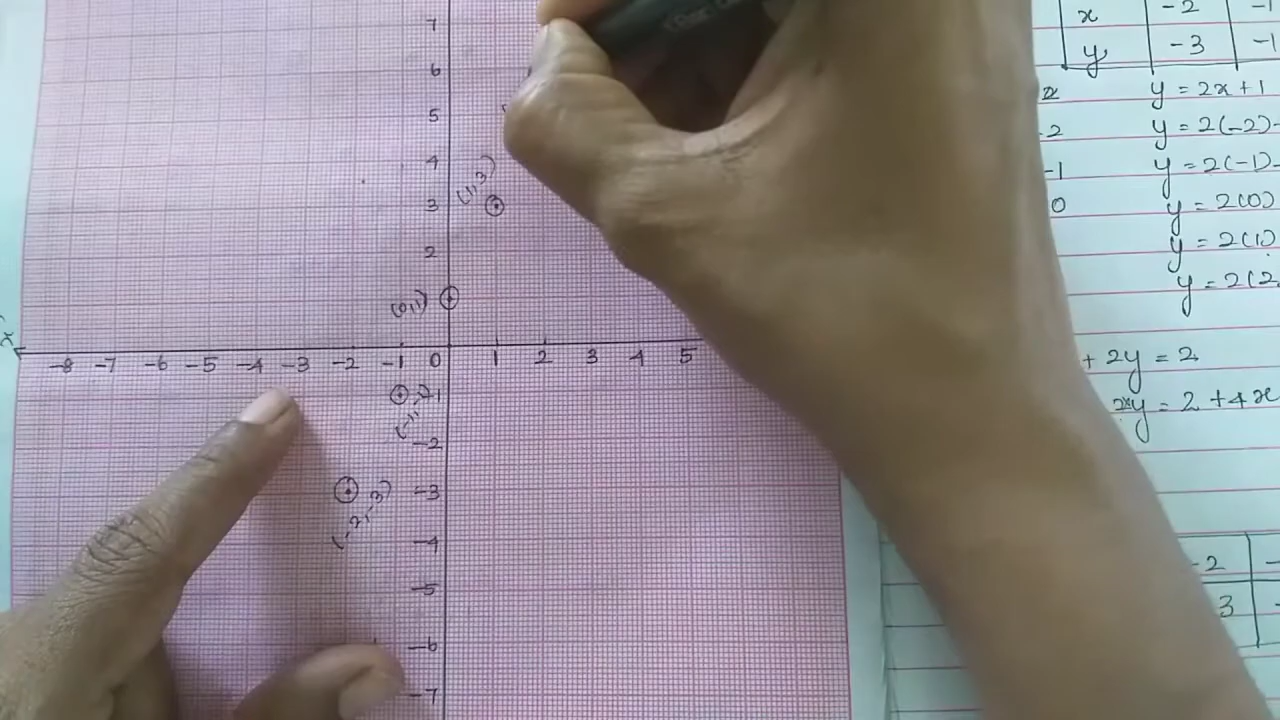 7
6
5
4
(1,3)
3
2
(0,1)
-8 -7 -6 -5 -4 -3 -2 -1 0 1 2 3 4 5
-2
-3
(-2,-3)
-4
-5
-6
-7
x -2 -1
y -3 -1
x y = 2x+1
-2 y = 2(-2)
-1 y = 2(-1)
0 y = 2(0)
y = 2(1)
y = 2(2
+ 2y = 2
y = 2 + 4x
-2
3